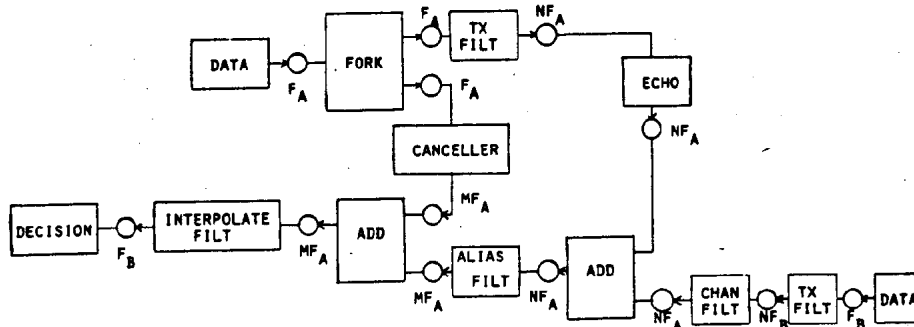 F_A
NF_A
TX
FILT
DATA
FORK
F_A
F_A
ECHO
NF_A
CANCELLER
MF_A
DECISION
F_B
INTERPOLATE
FILT
MF_A
ADD
MF_A
ALIAS
FILT
NF_A
ADD
NF_A
CHAN
FILT
NF_B
TX
FILT
F_B
DATA